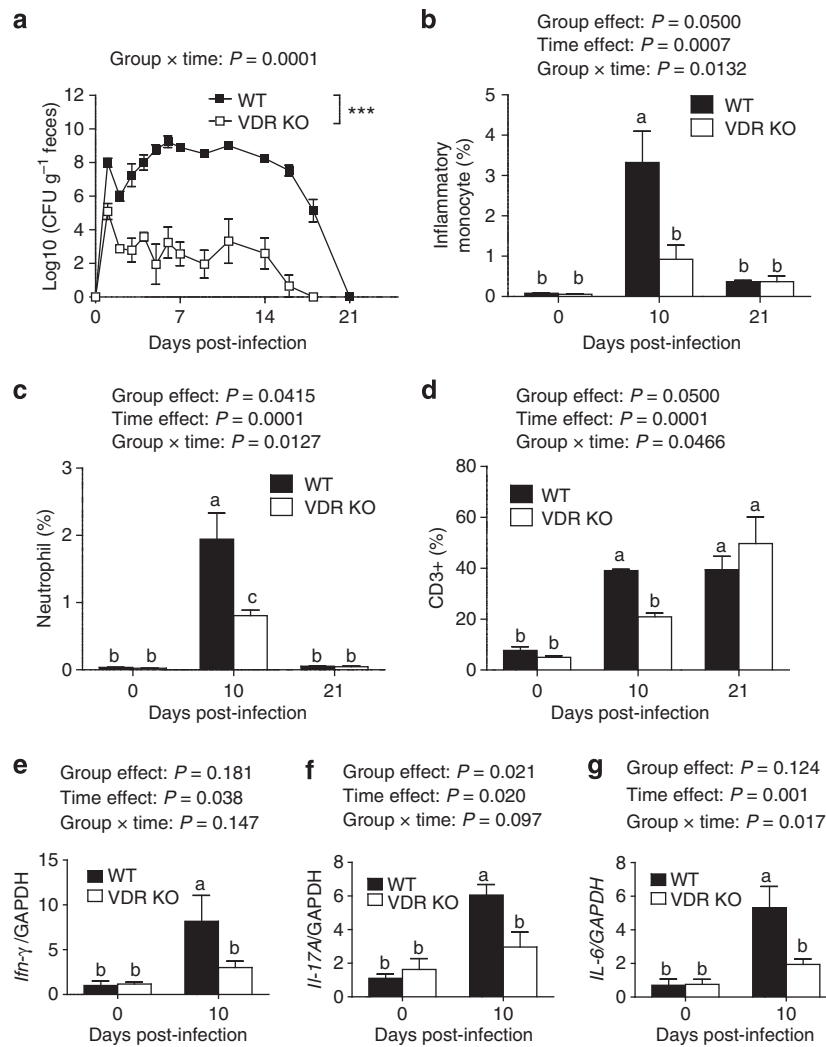 a
Group × time: P = 0.0001
WT
VDR KO
***
Log10 (CFU g⁻¹ feces)
12
10
8
6
4
2
0
0 7 14 21
Days post-infection
b
Group effect: P = 0.0500
Time effect: P = 0.0007
Group × time: P = 0.0132
WT
VDR KO
Inflammatory
monocyte (%)
5
4
3
2
1
0
b b a b b b
0 10 21
Days post-infection
c
Group effect: P = 0.0415
Time effect: P = 0.0001
Group × time: P = 0.0127
WT
VDR KO
Neutrophil (%)
3
2
1
0
b b a c b b
0 10 21
Days post-infection
d
Group effect: P = 0.0500
Time effect: P = 0.0001
Group × time: P = 0.0466
WT
VDR KO
CD3+ (%)
80
60
40
20
0
b b a b a a
0 10 21
Days post-infection
e
Group effect: P = 0.181
Time effect: P = 0.038
Group × time: P = 0.147
WT
VDR KO
Ifn-γ /GAPDH
15
10
5
0
b b a b
0 10
Days post-infection
f
Group effect: P = 0.021
Time effect: P = 0.020
Group × time: P = 0.097
WT
VDR KO
Il-17A/GAPDH
8
6
4
2
0
b b a b
0 10
Days post-infection
g
Group effect: P = 0.124
Time effect: P = 0.001
Group × time: P = 0.017
WT
VDR KO
IL-6/GAPDH
8
6
4
2
0
b b a b
0 10
Days post-infection